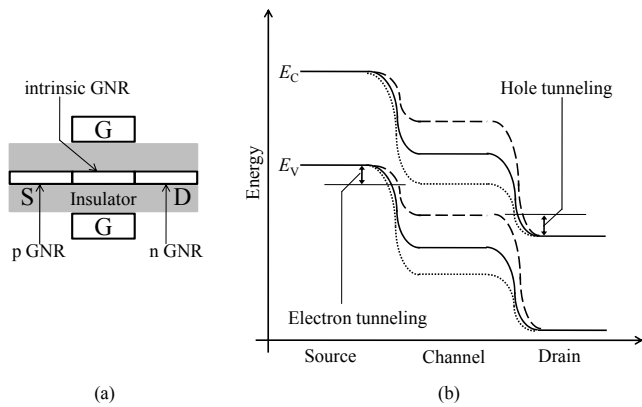 intrinsic GNR
G
S
Insulator
D
G
p GNR
n GNR
(a)
Energy
E_C
E_V
Hole tunneling
Electron tunneling
Source
Channel
Drain
(b)